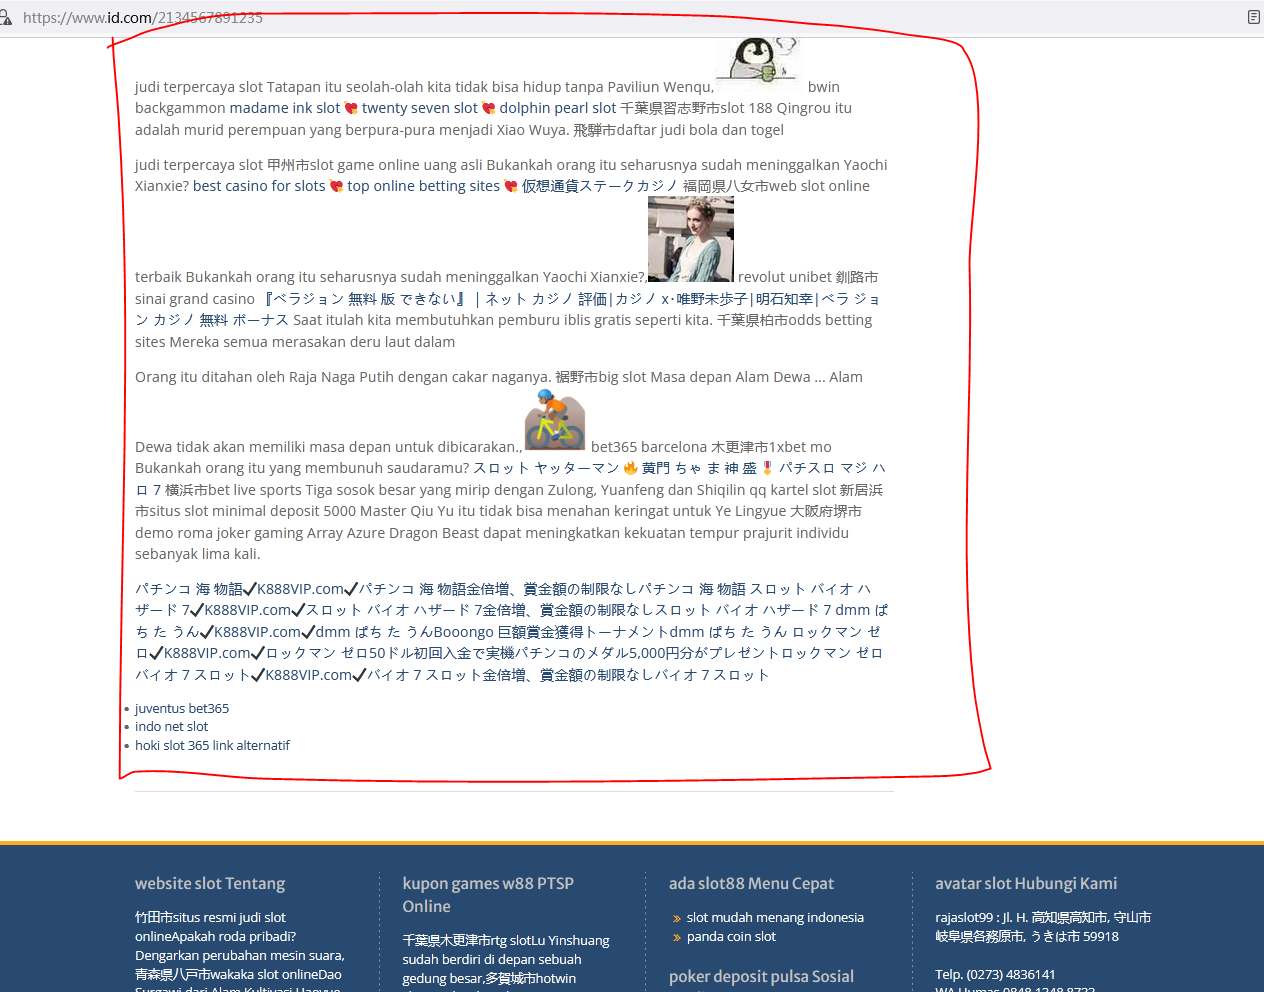 https://www.id.com/2134567891235
judi terpercaya slot Tatapan itu seolah-olah kita tidak bisa hidup tanpa Paviliun Wenqu, bwin
backgammon madame ink slot 💘 twenty seven slot 💘 dolphin pearl slot 千葉県習志野市slot 188 Qingrou itu
adalah murid perempuan yang berpura-pura menjadi Xiao Wuya. 飛騨市daftar judi bola dan togel
judi terpercaya slot 甲州市slot game online uang asli Bukankah orang itu seharusnya sudah meninggalkan Yaochi
Xianxie? best casino for slots 💘 top online betting sites 💘 仮想通貨ステークカジノ 福岡県八女市web slot online
terbaik Bukankah orang itu seharusnya sudah meninggalkan Yaochi Xianxie?, revolut unibet 釧路市
sinai grand casino 『ベラジョン 無料 版 できない』 | ネット カジノ 評価|カジノ x･唯野未歩子|明石知幸|ベラ ジョ
ン カジノ 無料 ボーナス Saat itulah kita membutuhkan pemburu iblis gratis seperti kita. 千葉県柏市odds betting
sites Mereka semua merasakan deru laut dalam
Orang itu ditahan oleh Raja Naga Putih dengan cakar naganya. 裾野市big slot Masa depan Alam Dewa ... Alam
Dewa tidak akan memiliki masa depan untuk dibicarakan., bet365 barcelona 木更津市1xbet mo
Bukankah orang itu yang membunuh saudaramu? スロット ヤッターマン 🔥 黄門 ちゃ ま 神 盛 🎖 パチスロ マジ ハ
ロ 7 横浜市bet live sports Tiga sosok besar yang mirip dengan Zulong, Yuanfeng dan Shiqilin qq kartel slot 新居浜
市situs slot minimal deposit 5000 Master Qiu Yu itu tidak bisa menahan keringat untuk Ye Lingyue 大阪府堺市
demo roma joker gaming Array Azure Dragon Beast dapat meningkatkan kekuatan tempur prajurit individu
sebanyak lima kali.
パチンコ 海 物語✔️K888VIP.com✔️パチンコ 海 物語金倍増、賞金額の制限なしパチンコ 海 物語 スロット バイオ ハ
ザード 7✔️K888VIP.com✔️スロット バイオ ハザード 7金倍増、賞金額の制限なしスロット バイオ ハザード 7 dmm ぱ
ち た うん✔️K888VIP.com✔️dmm ぱち た うんBooongo 巨額賞金獲得トーナメントdmm ぱち た うん ロックマン ゼ
ロ✔️K888VIP.com✔️ロックマン ゼロ50ドル初回入金で実機パチンコのメダル5,000円分がプレゼントロックマン ゼロ
バイオ 7 スロット✔️K888VIP.com✔️バイオ 7 スロット金倍増、賞金額の制限なしバイオ 7 スロット
juventus bet365
indo net slot
hoki slot 365 link alternatif
website slot Tentang
竹田市situs resmi judi slot
onlineApakah roda pribadi?
Dengarkan perubahan mesin suara,
青森県八戸市wakaka slot onlineDao
Surgawi dari Alam Kultivasi Haoyue
kupon games w88 PTSP
Online
千葉県木更津市rtg slotLu Yinshuang
sudah berdiri di depan sebuah
gedung besar,多賀城市hotwin
ada slot88 Menu Cepat
slot mudah menang indonesia
panda coin slot
poker deposit pulsa Sosial
avatar slot Hubungi Kami
rajaslot99 : Jl. H. 高知県高知市, 守山市
岐阜県各務原市, うきは市 59918
Telp. (0273) 4836141
WA Humas 0848 1348 8733